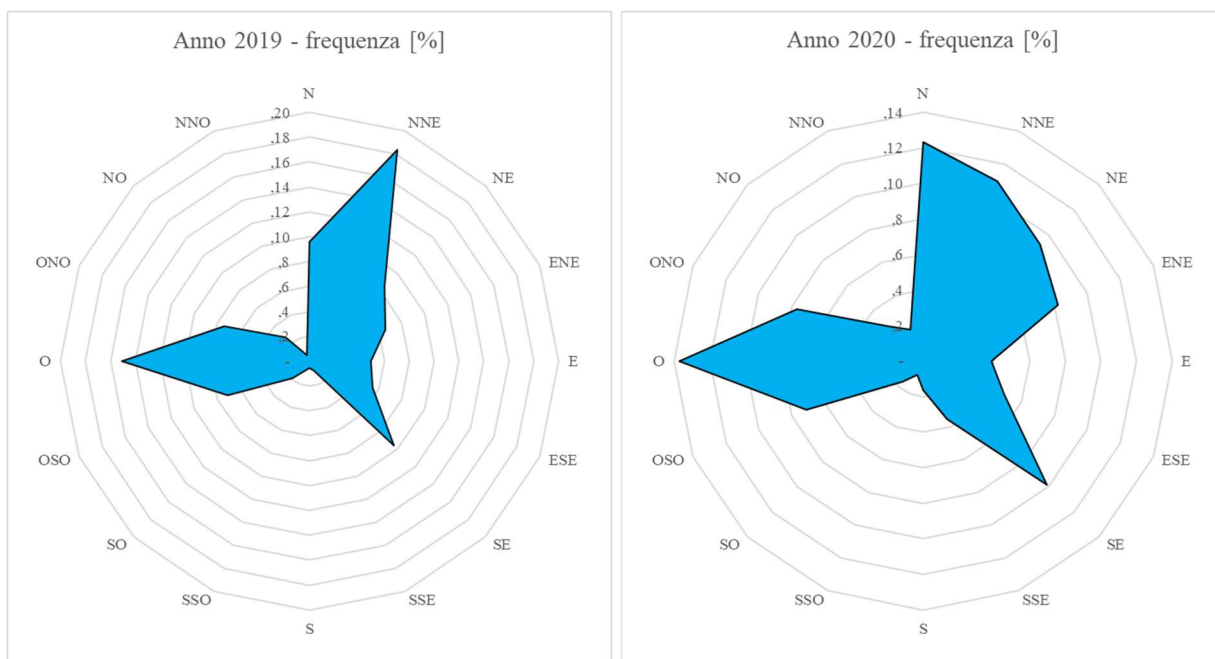 Anno 2019 - frequenza [%]
N
NNE
NE
ENE
E
ESE
SE
SSE
S
SSO
SO
OSO
O
ONO
NO
NNO
,20
,18
,16
,14
,12
,10
,8
,6
,4
,2
-
Anno 2020 - frequenza [%]
N
NNE
NE
ENE
E
ESE
SE
SSE
S
SSO
SO
OSO
O
ONO
NO
NNO
,14
,12
,10
,8
,6
,4
,2
-